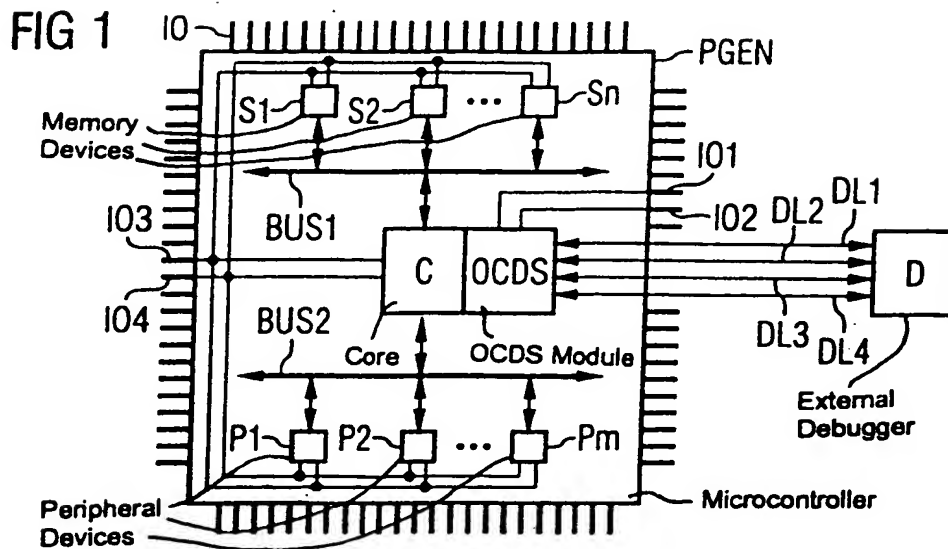 FIG 1
IO
PGEN
S1
S2
...
Sn
Memory
Devices
IO1
IO2
BUS1
DL1
DL2
IO3
C
OCDS
D
IO4
BUS2
Core
OCDS Module
DL3
DL4
External
Debugger
P1
P2
...
Pm
Peripheral
Devices
Microcontroller